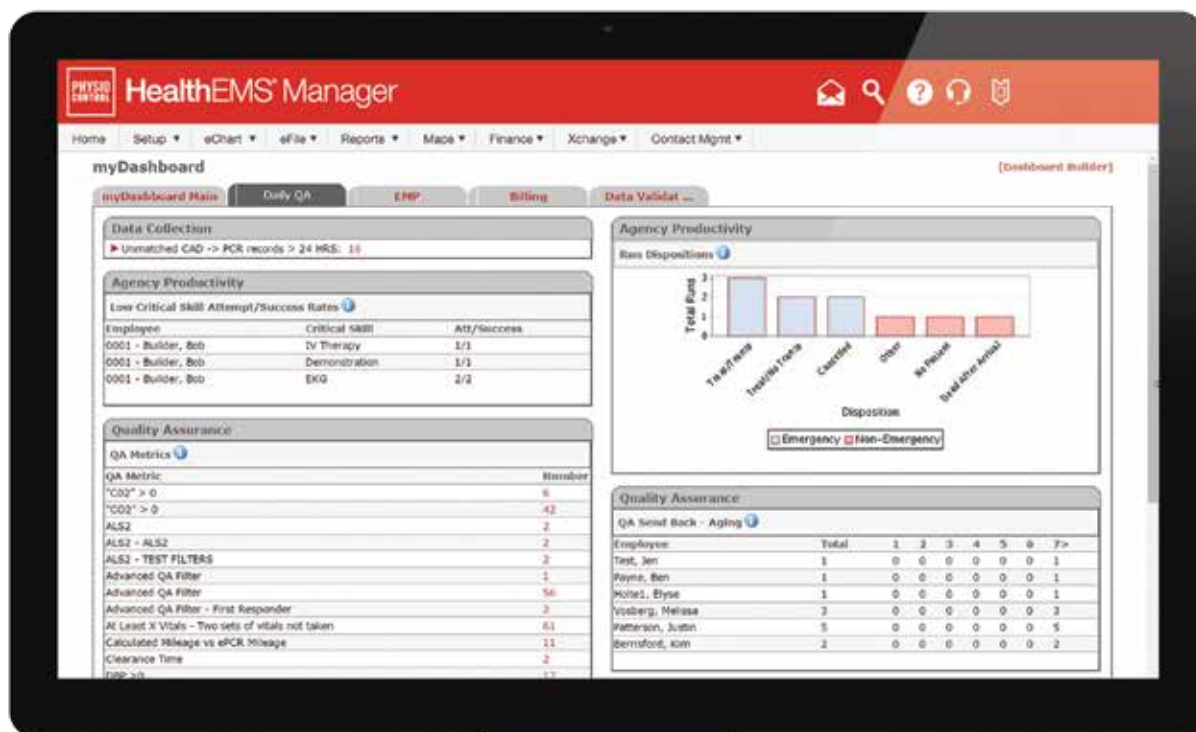 PHYSIO
CONTROL
HealthEMS® Manager
?
Home Setup ▼ eChart ▼ eFile ▼ Reports ▼ Maps ▼ Finance ▼ Xchange ▼ Contact Mgmt ▼
myDashboard
[Dashboard Builder]
myDashboard Main Daily QA EMP Billing Data Validat ...
Data Collection
Unmatched CAD -> PCR records > 24 HRS: 16
Agency Productivity
Low Critical Skill Attempt/Success Rates
Employee Critical Skill Att/Success
0001 - Builder, Bob IV Therapy 1/1
0001 - Builder, Bob Demonstration 1/1
0001 - Builder, Bob EKG 2/2
Quality Assurance
QA Metrics
QA Metric Number
"CO2" > 0 6
"CO2" > 0 42
ALS2 2
ALS2 - ALS2 2
ALS2 - TEST FILTERS 2
Advanced QA Filter 1
Advanced QA Filter 56
Advanced QA Filter - First Responder 2
At Least X Vitals - Two sets of vitals not taken 61
Calculated Mileage vs ePCR Mileage 11
Clearance Time 2
DBP >0
Agency Productivity
Run Dispositions
Total Runs
3
2
1
0
Treat/Transp
Treat/No Transp
Cancelled
Other
No Patient
Dead After Arrival
Disposition
Emergency Non-Emergency
Quality Assurance
QA Send Back - Aging
Employee Total 1 2 3 4 5 6 7>
Test, Jen 1 0 0 0 0 0 0 1
Payne, Ben 1 0 0 0 0 0 0 1
Holte1, Elyse 1 0 0 0 0 0 0 1
Vosberg, Melissa 3 0 0 0 0 0 0 3
Patterson, Justin 5 0 0 0 0 0 0 5
Bernsford, Kim 2 0 0 0 0 0 0 2